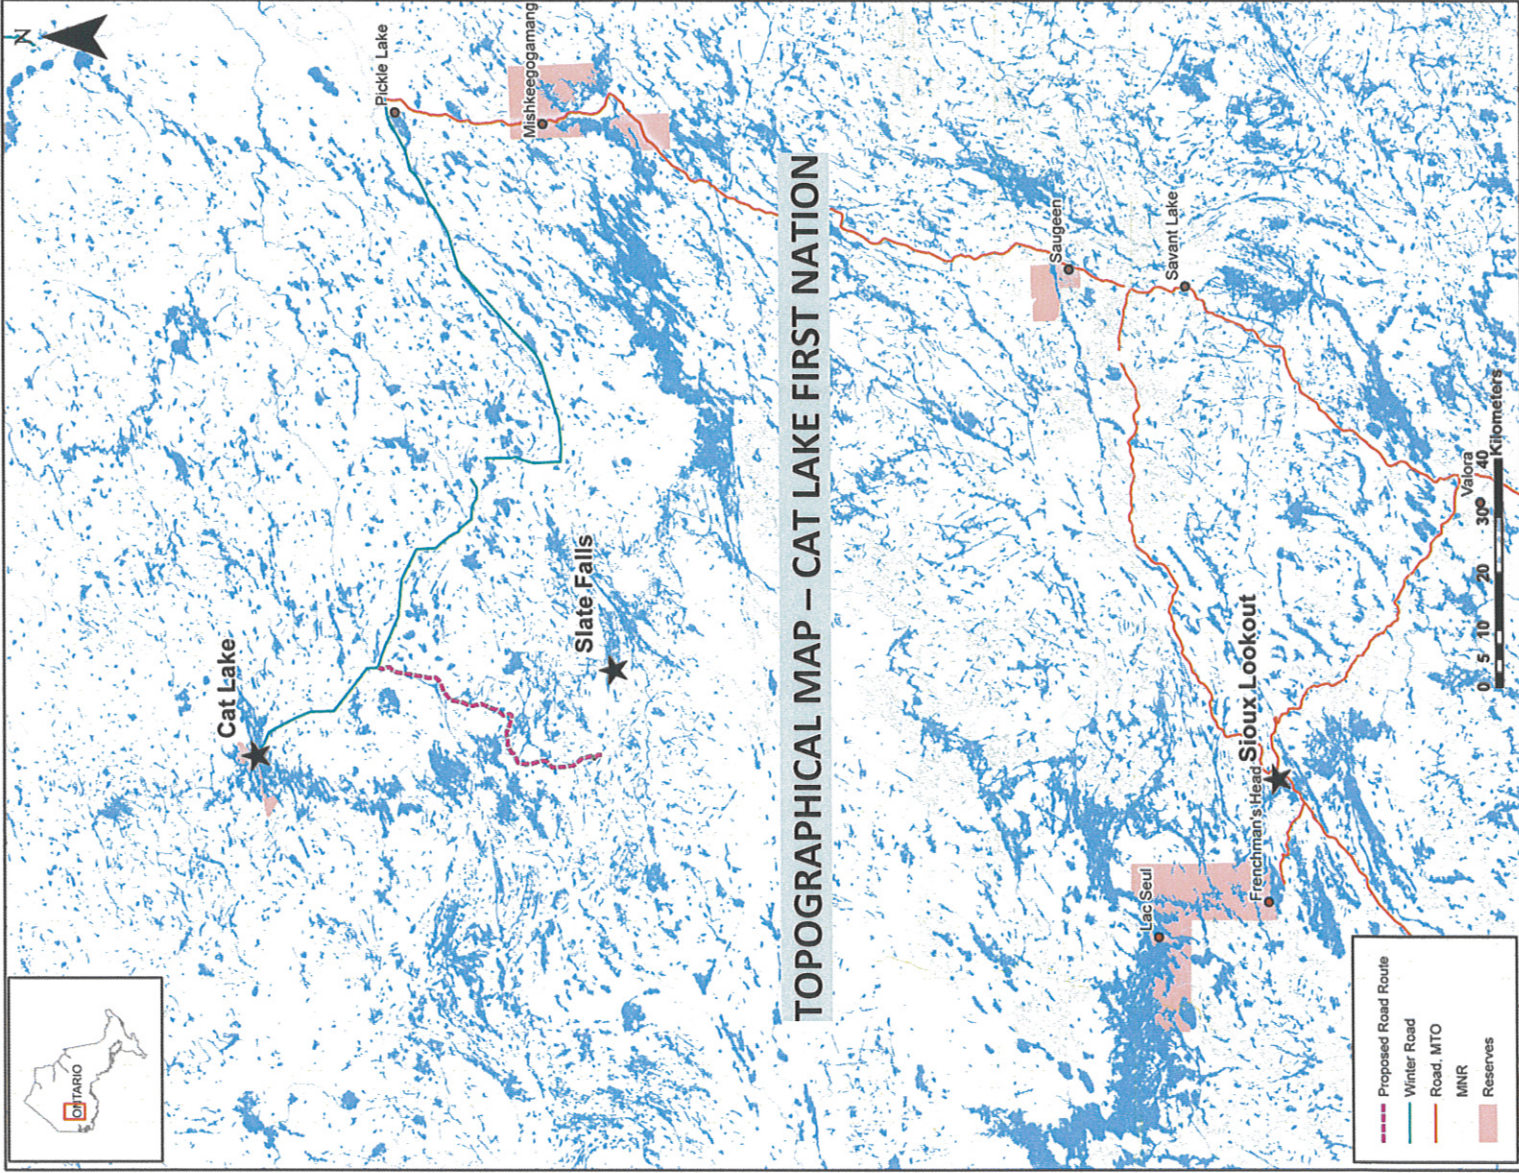 N
ONTARIO
Pickle Lake
Mishkeegogamang
Cat Lake
Slate Falls
TOPOGRAPHICAL MAP – CAT LAKE FIRST NATION
Saugeen
Savant Lake
Lac Seul
Frenchman's Head
Sioux Lookout
Valora
0 5 10 20 30 40
Kilometers
Proposed Road Route
Winter Road
Road, MTO
MNR
Reserves